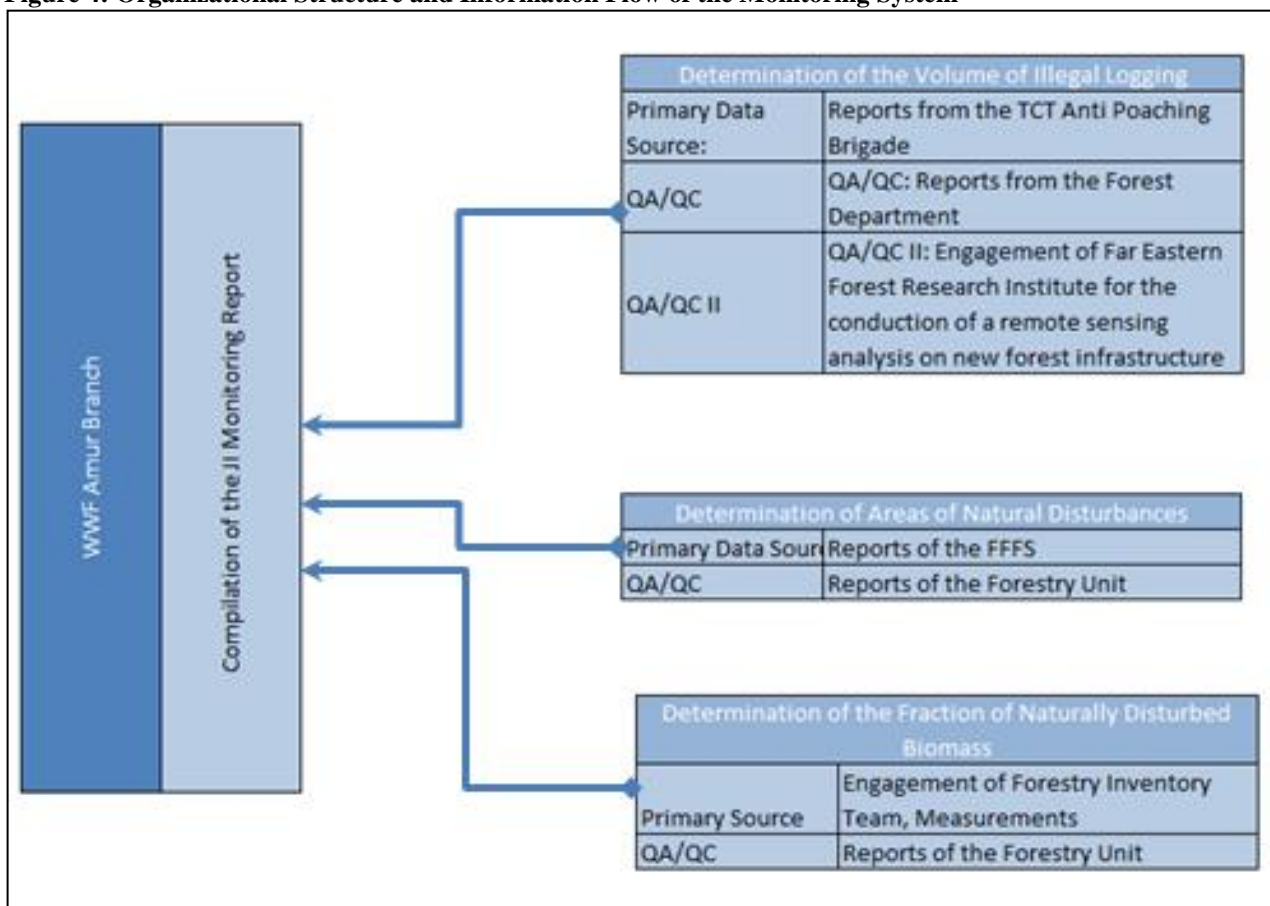 Figure 4: Organizational Structure and Information Flow of the Monitoring System
WWF Amur Branch
Compilation of the JI Monitoring Report
Determination of the Volume of Illegal Logging
Primary Data
Source:
Reports from the TCT Anti Poaching
Brigade
QA/QC
QA/QC: Reports from the Forest
Department
QA/QC II
QA/QC II: Engagement of Far Eastern
Forest Research Institute for the
conduction of a remote sensing
analysis on new forest infrastructure
Determination of Areas of Natural Disturbances
Primary Data Sour
Reports of the FFFS
QA/QC
Reports of the Forestry Unit
Determination of the Fraction of Naturally Disturbed
Biomass
Primary Source
Engagement of Forestry Inventory
Team, Measurements
QA/QC
Reports of the Forestry Unit